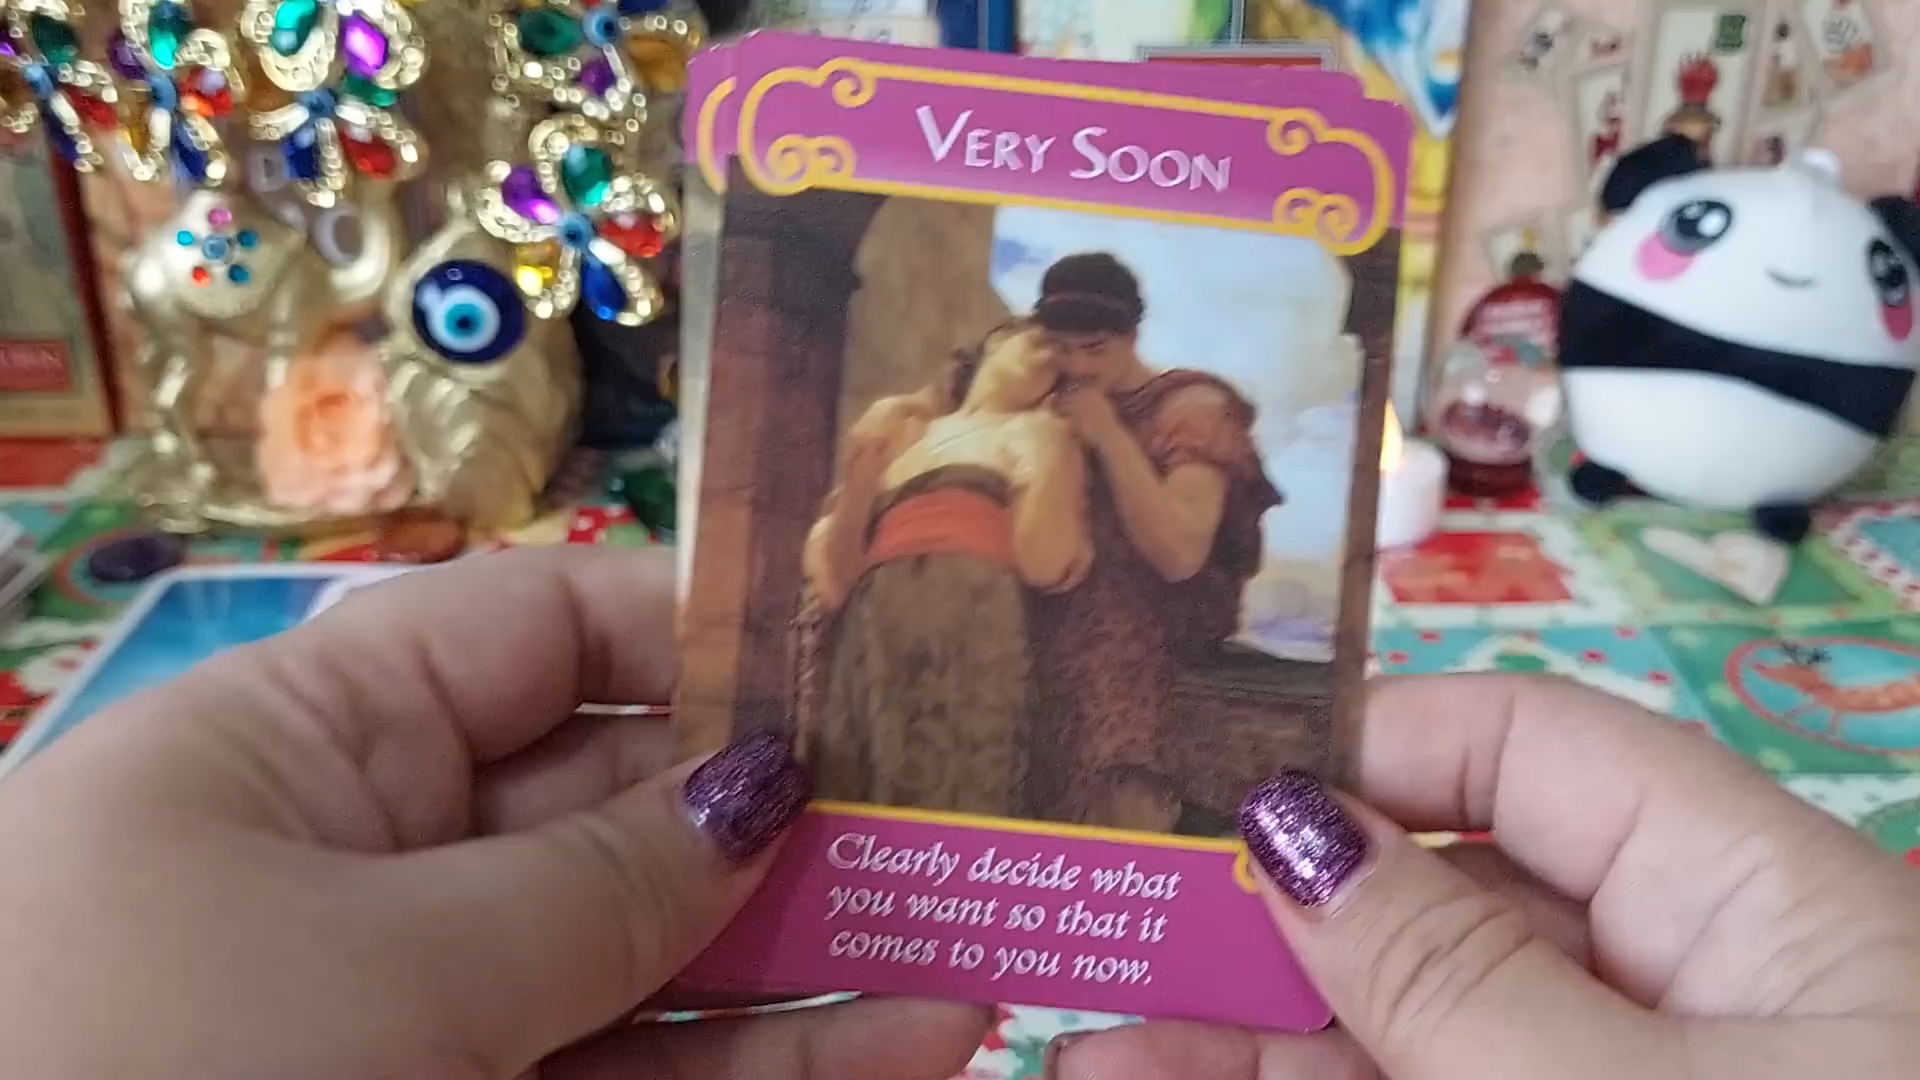 VERY SOON
Clearly decide what
you want so that it
comes to you now.